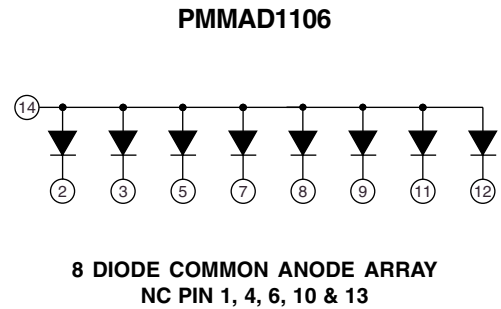 PMMAD1106
14
2 3 5 7 8 9 11 12
8 DIODE COMMON ANODE ARRAY
NC PIN 1, 4, 6, 10 & 13